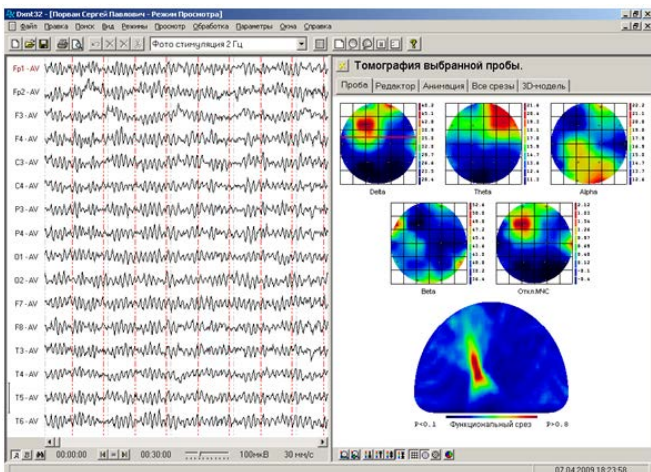 Dxnt32 - [Порван Сергей Павлович - Режим Просмотра]
Файл Правка Поиск Вид Режимы Просмотр Обработка Параметры Окна Справка
Фото стимуляция 2 Гц
Томография выбранной пробы.
Проба Редактор Анимация Все срезы 3D-модель
Fp1 - AV
Fp2 - AV
F3 - AV
F4 - AV
C3 - AV
C4 - AV
P3 - AV
P4 - AV
O1 - AV
O2 - AV
F7 - AV
F8 - AV
T3 - AV
T4 - AV
T5 - AV
T6 - AV
Delta Theta Alpha
Beta Откл.МНС
P<0.1 Функциональный срез P>0.8
00:00:00 00:30:00 100мкВ 30 мм/с
07.04.2009 18:23:58